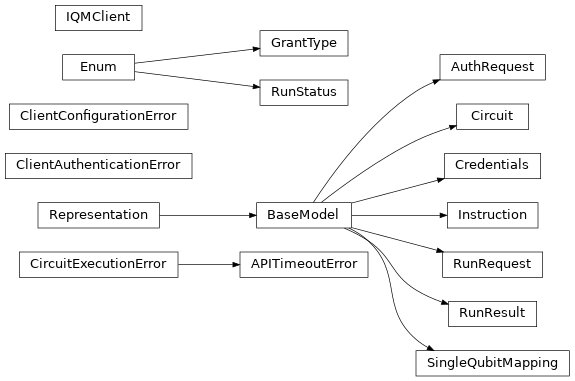 IQMClient
Enum
GrantType
RunStatus
ClientConfigurationError
ClientAuthenticationError
Representation
BaseModel
CircuitExecutionError
APITimeoutError
AuthRequest
Circuit
Credentials
Instruction
RunRequest
RunResult
SingleQubitMapping